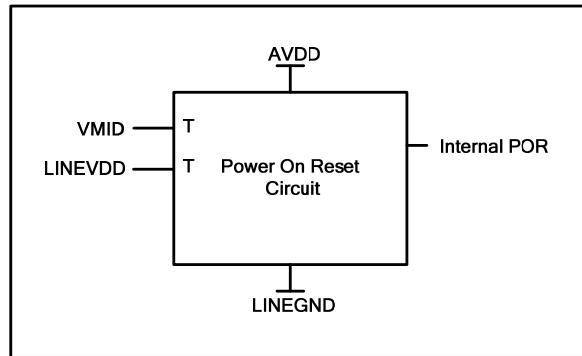 AVDD
VMID
T
Internal POR
LINEVDD
T
Power On Reset
Circuit
LINEGND